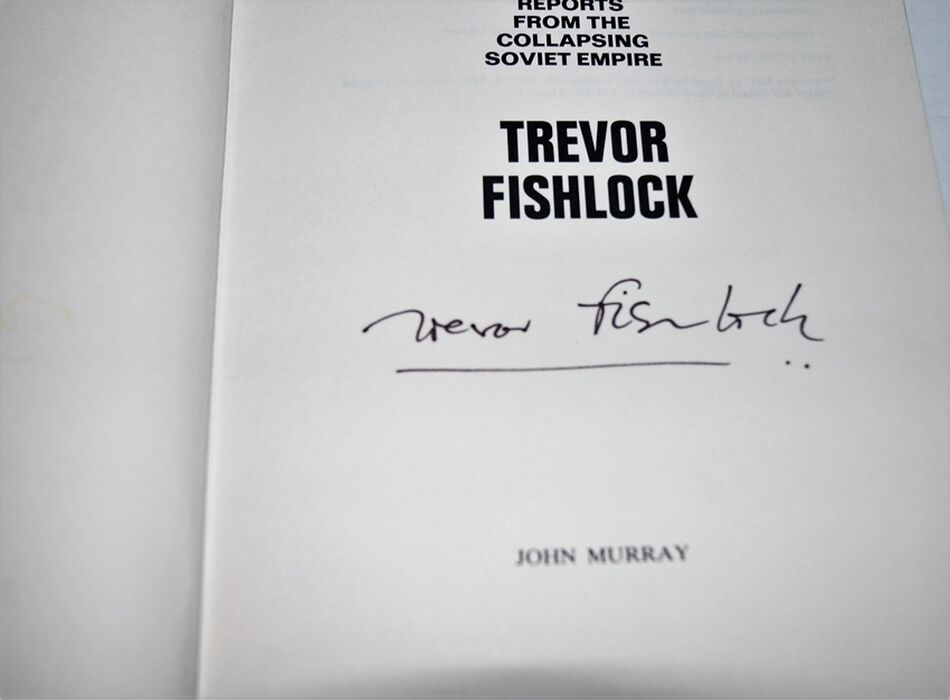 REPORTS
FROM THE
COLLAPSING
SOVIET EMPIRE
TREVOR
FISHLOCK
Trevor Fishlock
JOHN MURRAY